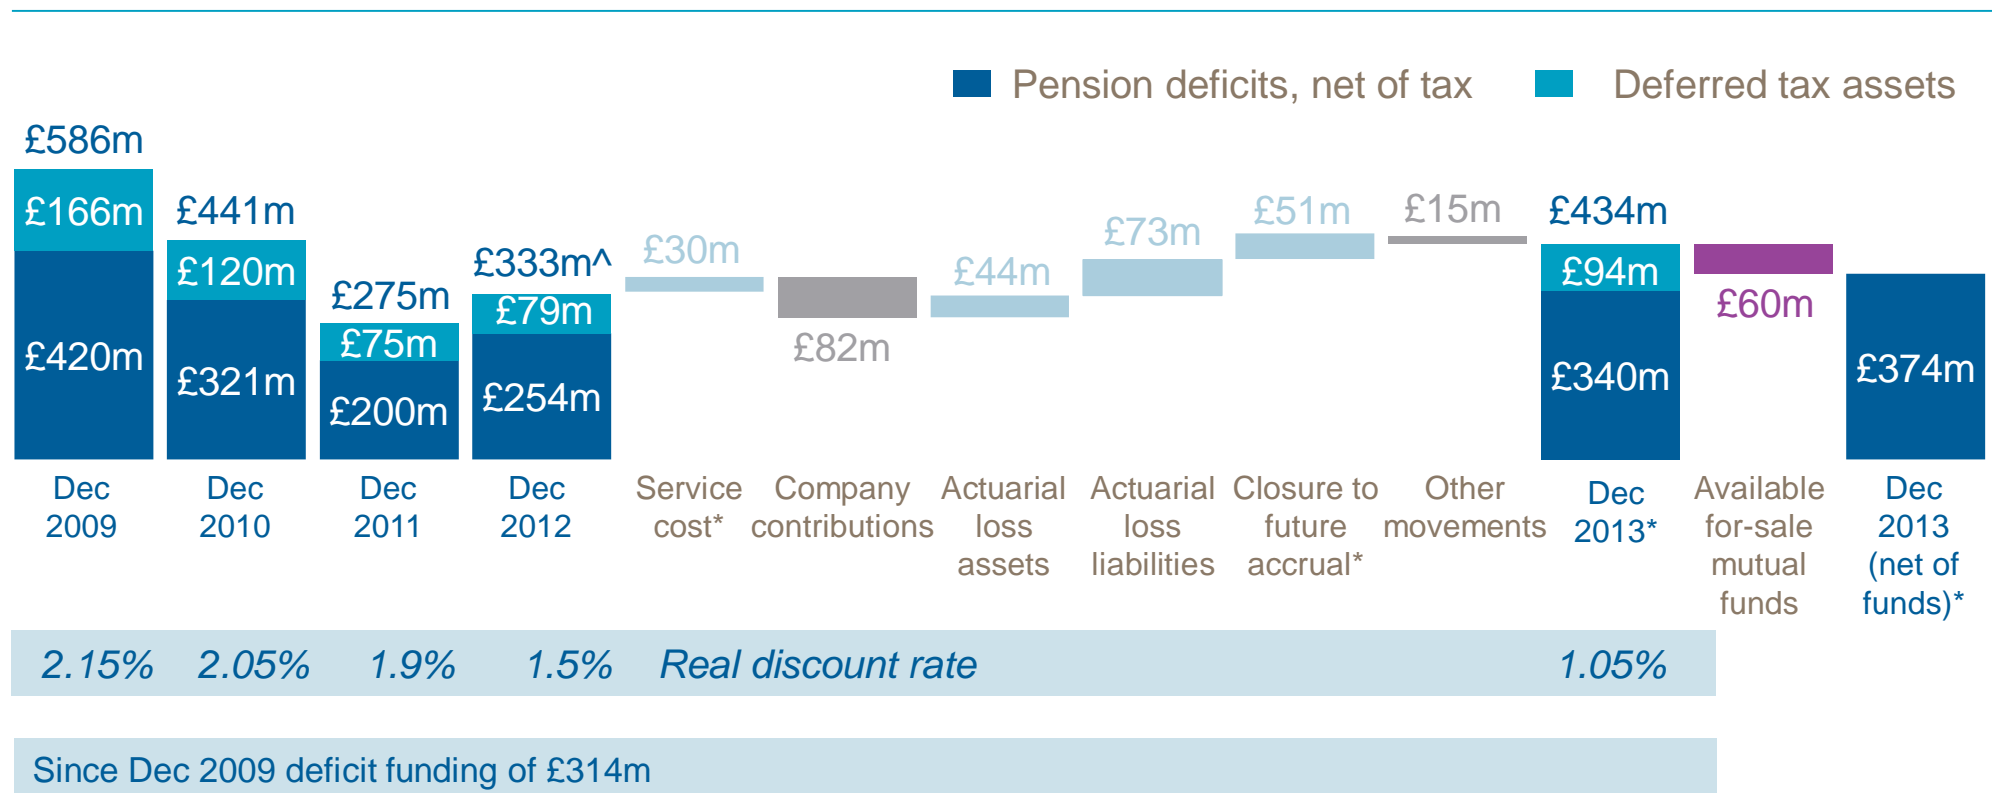 Pension deficits, net of tax
Deferred tax assets
£586m
£166m
£420m
£441m
£120m
£321m
£275m
£75m
£200m
£333m^
£79m
£254m
£30m
£82m
£44m
£73m
£51m
£15m
£434m
£94m
£340m
£60m
£374m
Dec
2009
Dec
2010
Dec
2011
Dec
2012
Service
cost*
Company
contributions
Actuarial
loss
assets
Actuarial
loss
liabilities
Closure to
future
accrual*
Other
movements
Dec
2013*
Available
for-sale
mutual
funds
Dec
2013
(net of
funds)*
2.15% 2.05% 1.9% 1.5% Real discount rate 1.05%
Since Dec 2009 deficit funding of £314m